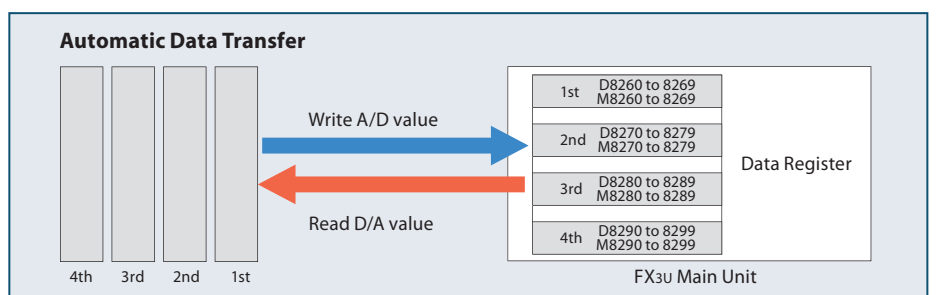 Automatic Data Transfer
Write A/D value
Read D/A value
4th 3rd 2nd 1st
1st D8260 to 8269
M8260 to 8269
2nd D8270 to 8279
M8270 to 8279
3rd D8280 to 8289
M8280 to 8289
4th D8290 to 8299
M8290 to 8299
Data Register
FX3U Main Unit